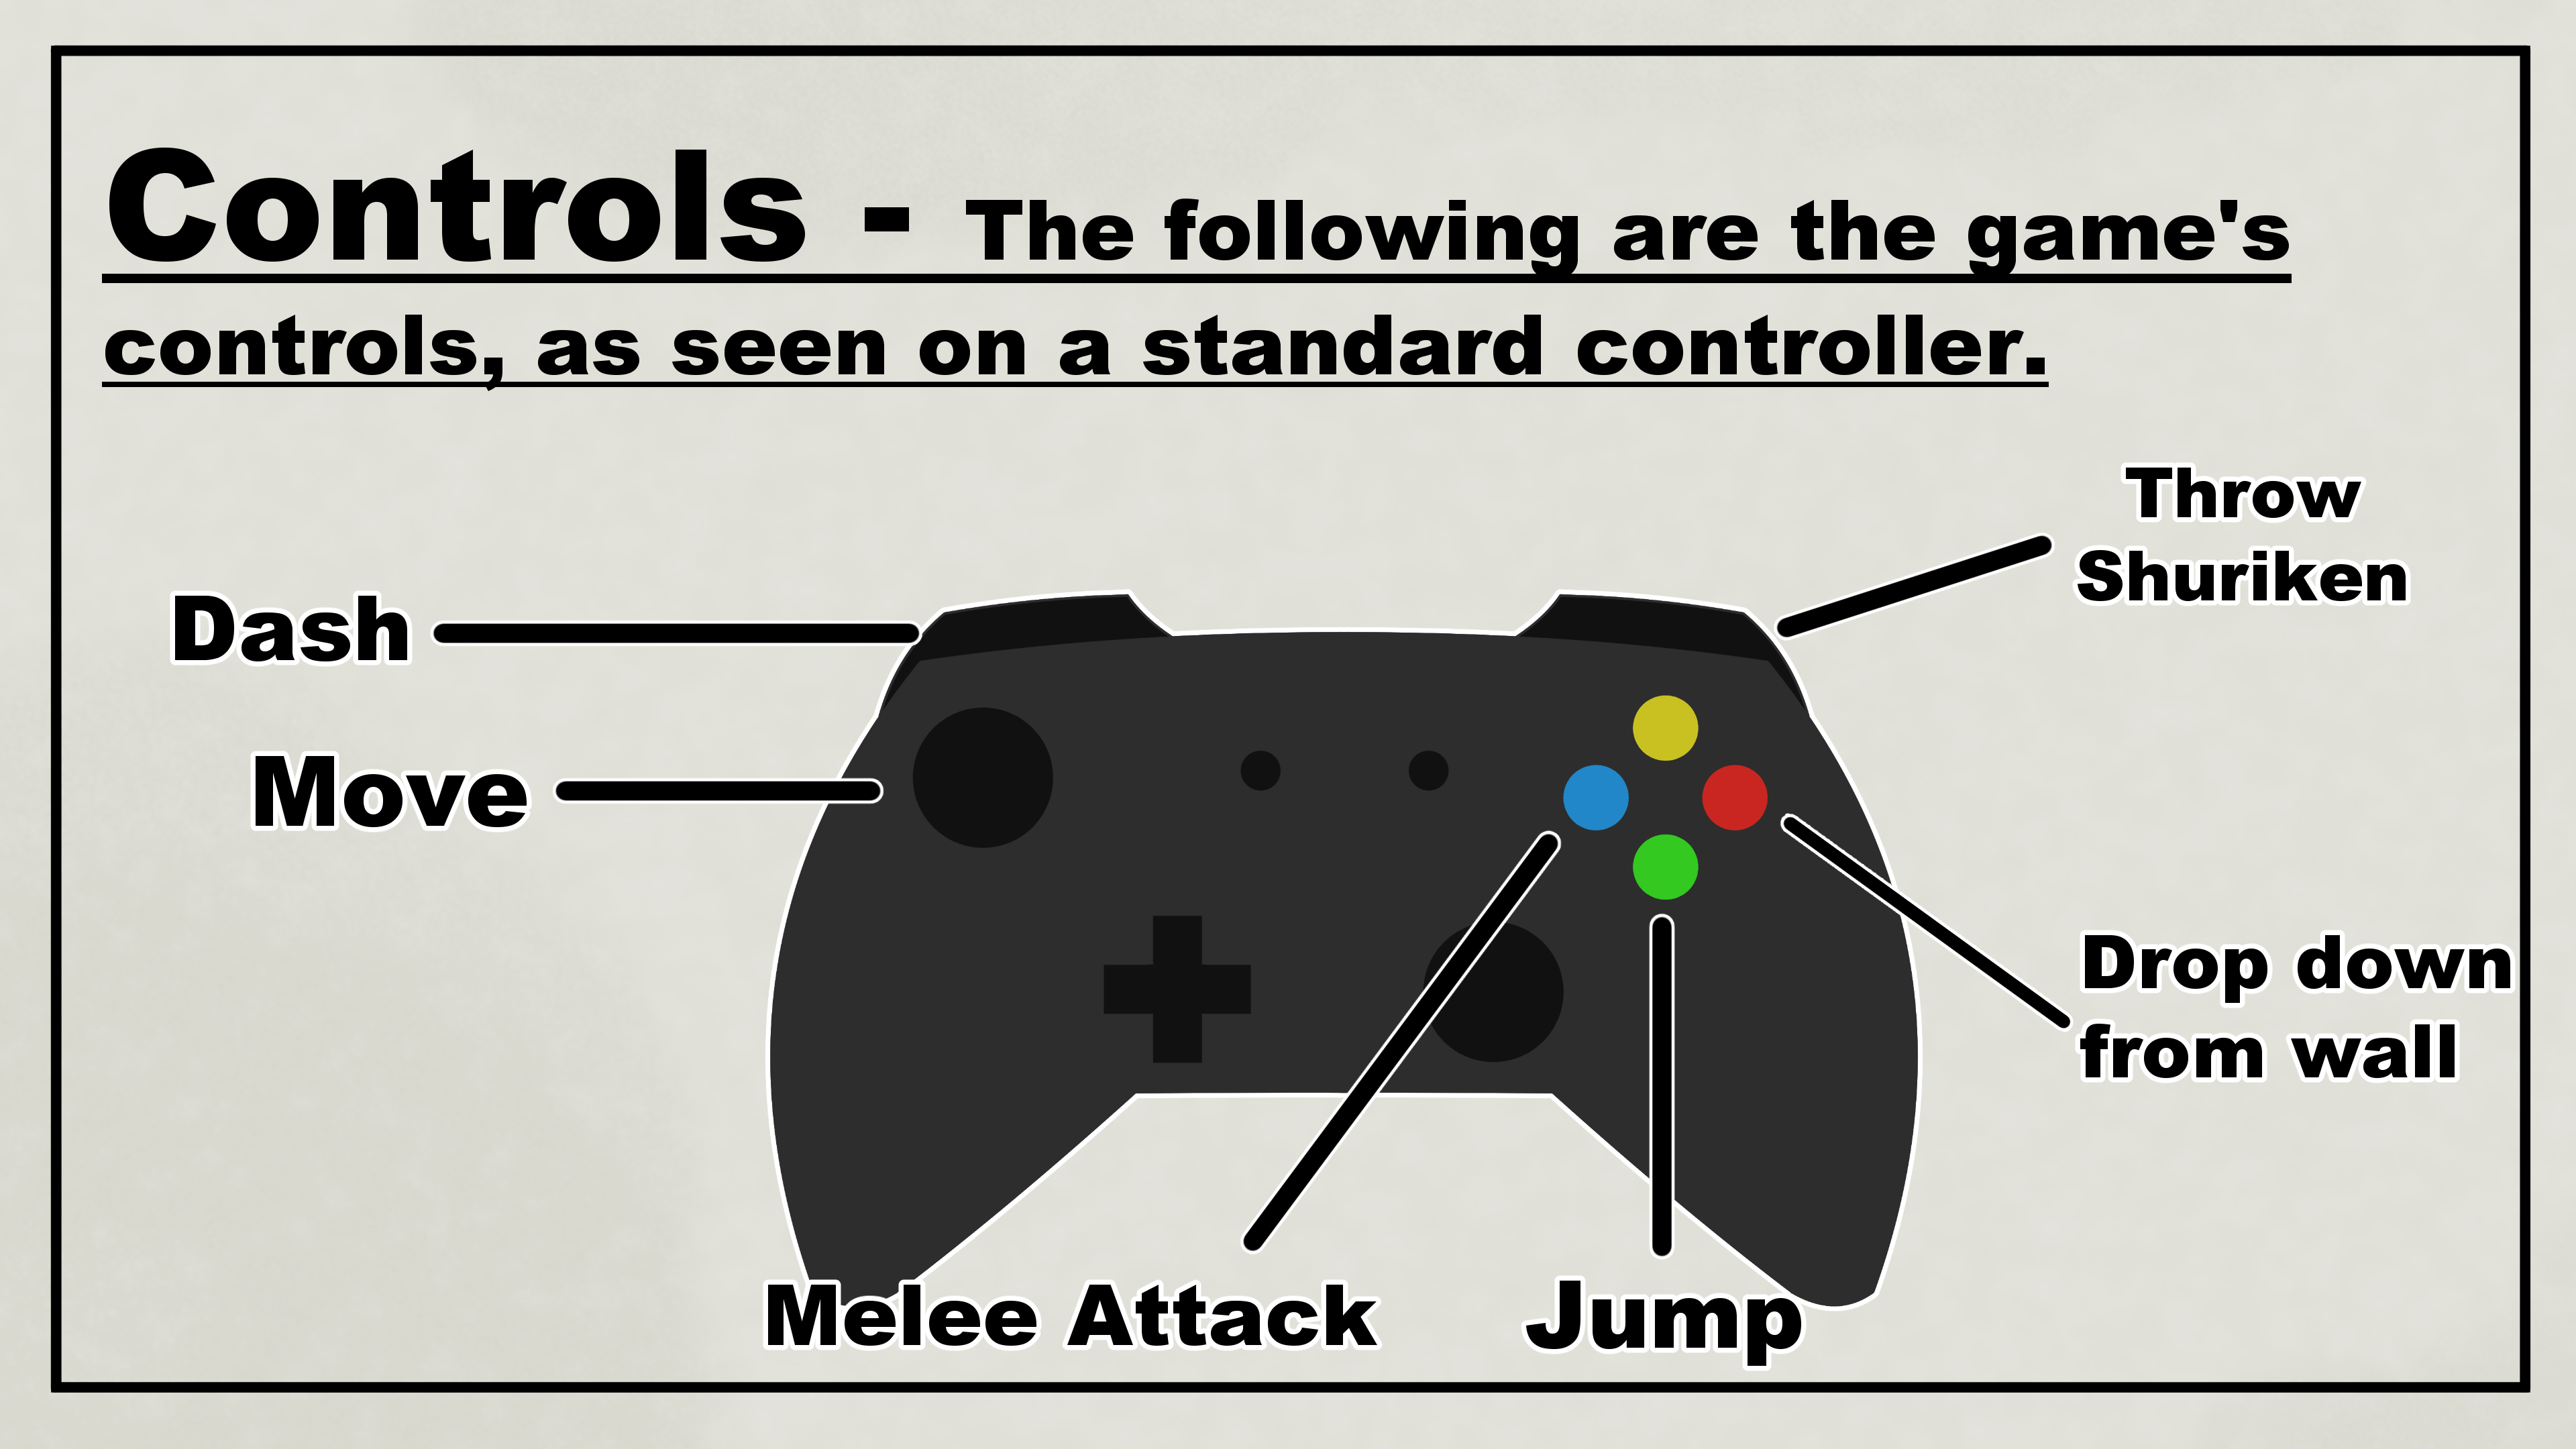 Controls - The following are the game's
controls, as seen on a standard controller.
Throw
Shuriken
Dash
Move
Drop down
from wall
Melee Attack
Jump